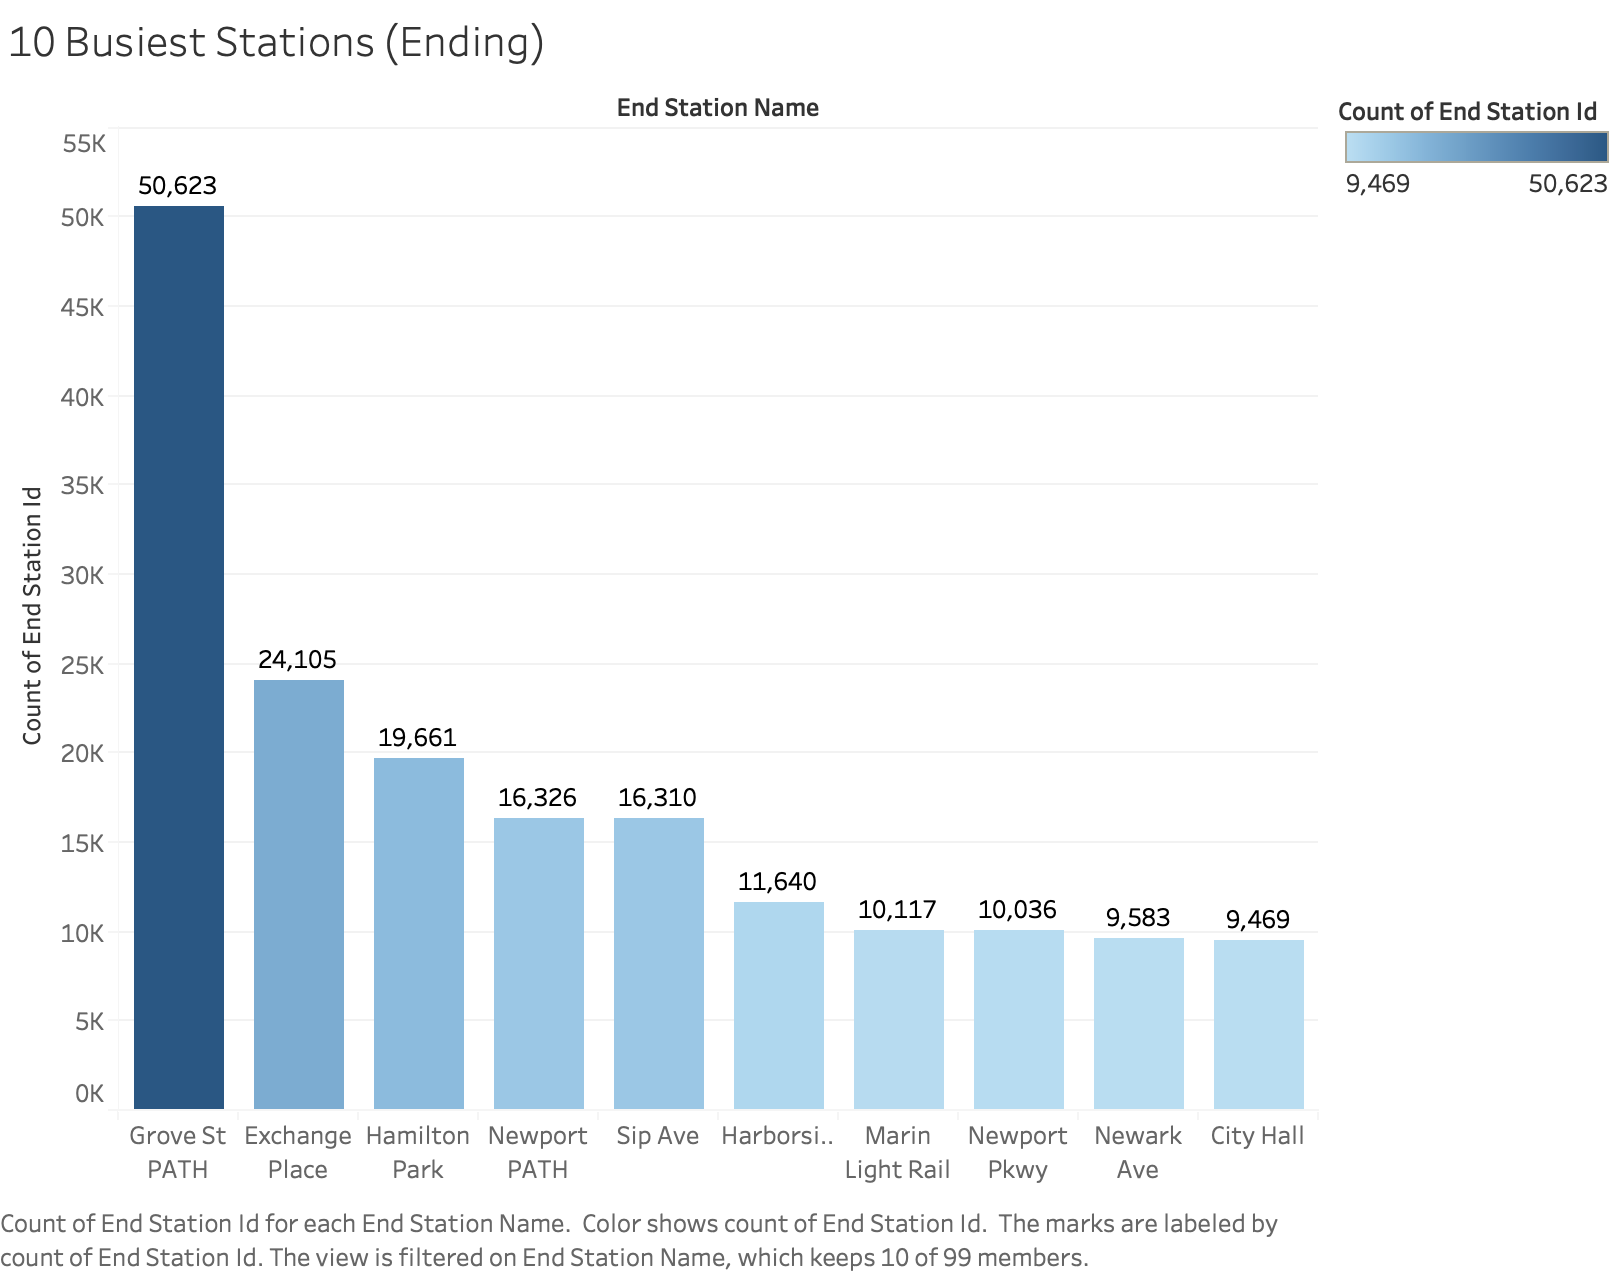 10 Busiest Stations (Ending)
End Station Name
Count of End Station Id
9,469 50,623
Count of End Station Id
55K
50K
45K
40K
35K
30K
25K
20K
15K
10K
5K
0K
50,623
24,105
19,661
16,326
16,310
11,640
10,117
10,036
9,583
9,469
Grove St
PATH
Exchange
Place
Hamilton
Park
Newport
PATH
Sip Ave
Harborsi..
Marin
Light Rail
Newport
Pkwy
Newark
Ave
City Hall
Count of End Station Id for each End Station Name.  Color shows count of End Station Id.  The marks are labeled by
count of End Station Id. The view is filtered on End Station Name, which keeps 10 of 99 members.